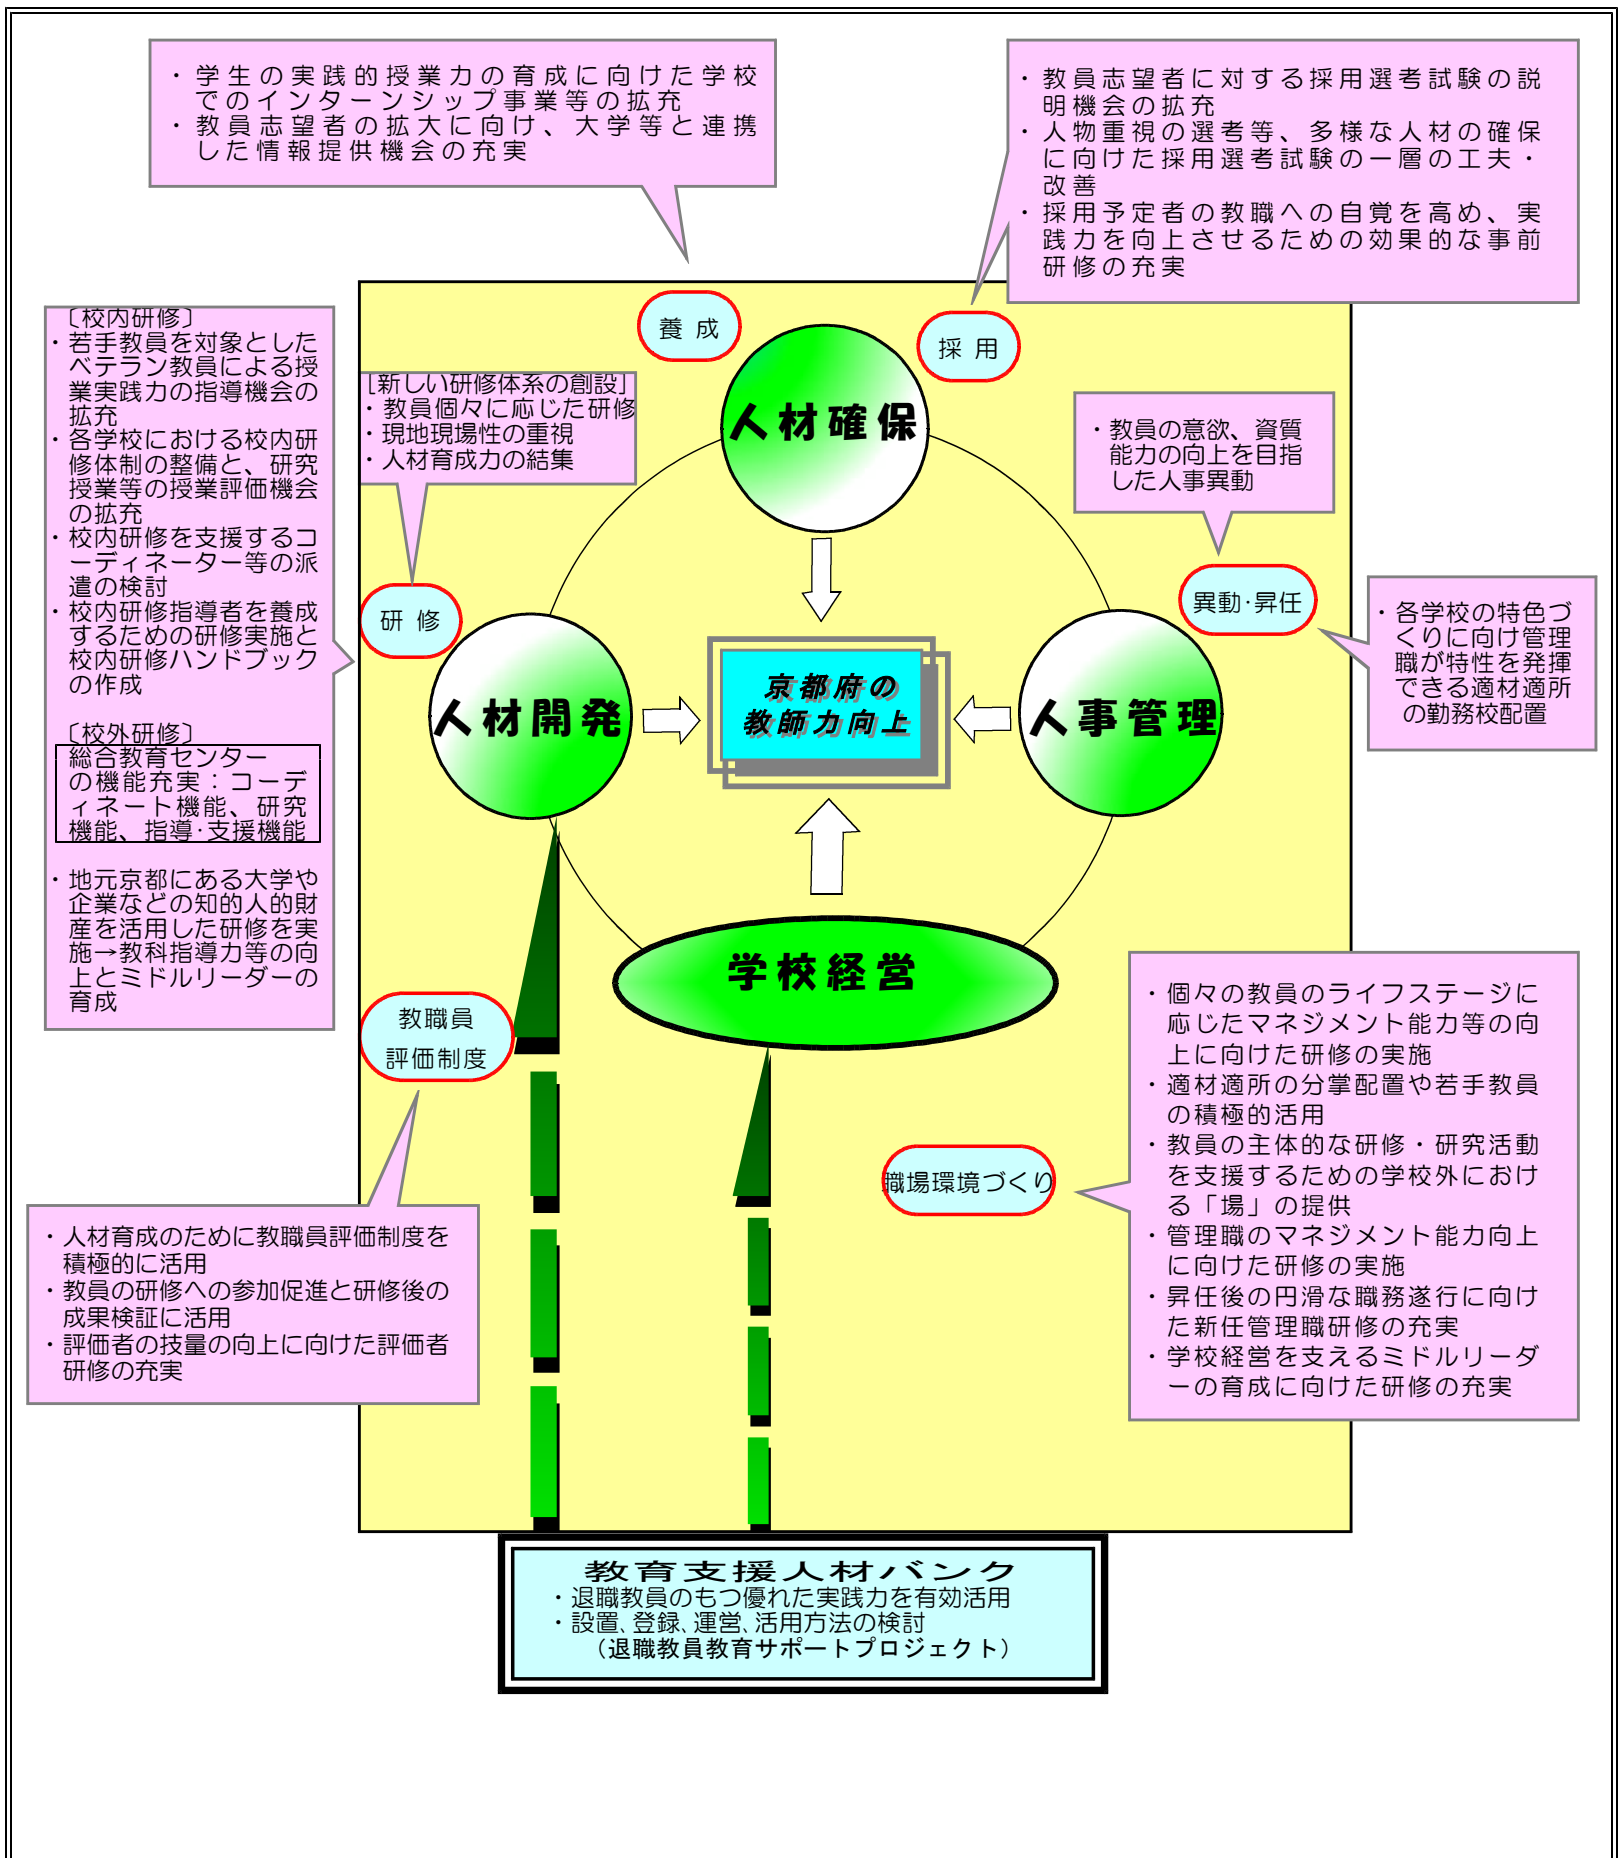 ・学生の実践的授業力の育成に向けた学校
でのインターンシップ事業等の拡充
・教員志望者の拡大に向け、大学等と連携
した情報提供機会の充実
・教員志望者に対する採用選考試験の説
明機会の拡充
・人物重視の選考等、多様な人材の確保
に向けた採用選考試験の一層の工夫・
改善
・採用予定者の教職への自覚を高め、実
践力を向上させるための効果的な事前
研修の充実
養成
採用
人材確保
〔校内研修〕
・若手教員を対象とした
ベテラン教員による授
業実践力の指導機会の
拡充
・各学校における校内研
修体制の整備と、研究
授業等の授業評価機会
の拡充
・校内研修を支援するコ
ーディネーター等の派
遣の検討
・校内研修指導者を養成
するための研修実施と
校内研修ハンドブック
の作成
〔校外研修〕
総合教育センター
の機能充実：コーデ
ィネート機能、研究
機能、指導･支援機能
・地元京都にある大学や
企業などの知的人的財
産を活用した研修を実
施→教科指導力等の向
上とミドルリーダーの
育成
［新しい研修体系の創設］
・教員個々に応じた研修
・現地現場性の重視
・人材育成力の結集
研修
人材開発
京都府の
教師力向上
・教員の意欲、資質
能力の向上を目指
した人事異動
異動･昇任
人事管理
・各学校の特色づ
くりに向け管理
職が特性を発揮
できる適材適所
の勤務校配置
学校経営
教職員
評価制度
・人材育成のために教職員評価制度を
積極的に活用
・教員の研修への参加促進と研修後の
成果検証に活用
・評価者の技量の向上に向けた評価者
研修の充実
職場環境づくり
・個々の教員のライフステージに
応じたマネジメント能力等の向
上に向けた研修の実施
・適材適所の分掌配置や若手教員
の積極的活用
・教員の主体的な研修・研究活動
を支援するための学校外におけ
る「場」の提供
・管理職のマネジメント能力向上
に向けた研修の実施
・昇任後の円滑な職務遂行に向け
た新任管理職研修の充実
・学校経営を支えるミドルリーダ
ーの育成に向けた研修の充実
教育支援人材バンク
・退職教員のもつ優れた実践力を有効活用
・設置､登録､運営､活用方法の検討
（退職教員教育サポートプロジェクト）